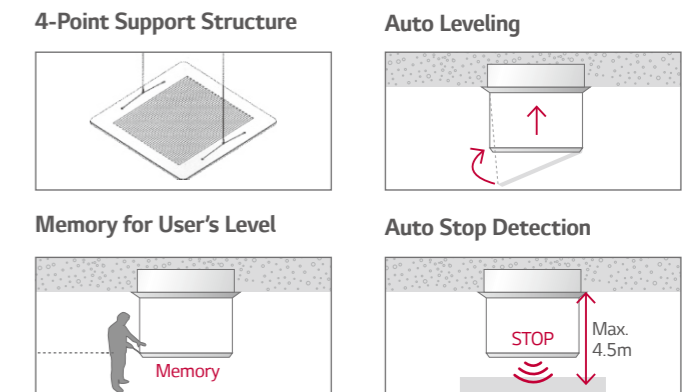 4-Point Support Structure
Auto Leveling
Memory for User's Level
Memory
Auto Stop Detection
STOP
Max.
4.5m